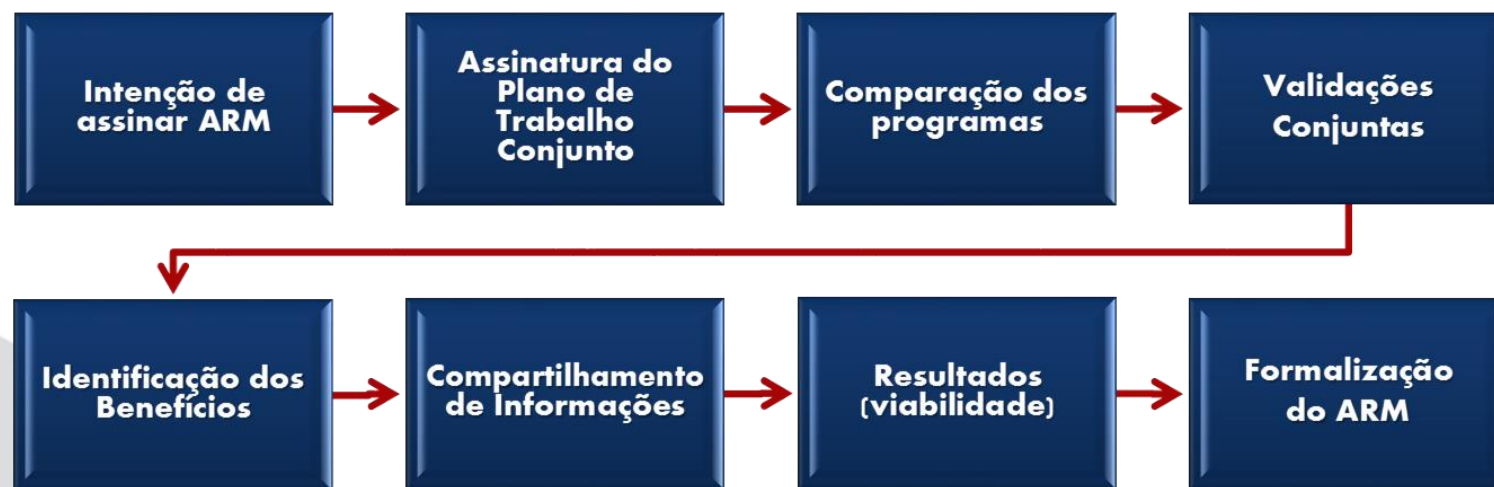 Intenção de
assinar ARM
Assinatura do
Plano de
Trabalho
Conjunto
Comparação dos
programas
Validações
Conjuntas
Identificação dos
Benefícios
Compartilhamento
de Informações
Resultados
(viabilidade)
Formalização
do ARM